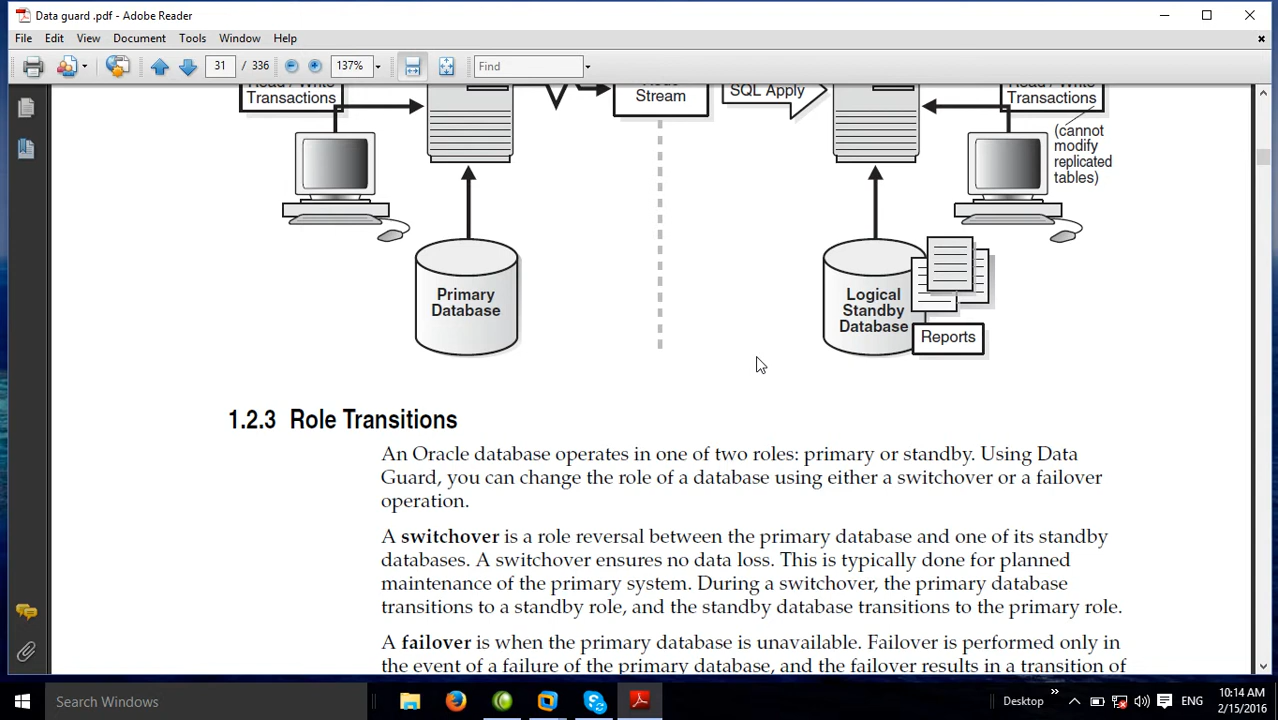 Data guard .pdf - Adobe Reader
File Edit View Document Tools Window Help
31 / 336 137% Find
Read / Write
Transactions
Redo
Stream
SQL Apply
Read / Write
Transactions
(cannot
modify
replicated
tables)
Primary
Database
Logical
Standby
Database
Reports
1.2.3 Role Transitions
An Oracle database operates in one of two roles: primary or standby. Using Data
Guard, you can change the role of a database using either a switchover or a failover
operation.
A switchover is a role reversal between the primary database and one of its standby
databases. A switchover ensures no data loss. This is typically done for planned
maintenance of the primary system. During a switchover, the primary database
transitions to a standby role, and the standby database transitions to the primary role.
A failover is when the primary database is unavailable. Failover is performed only in
the event of a failure of the primary database, and the failover results in a transition of
Search Windows
Desktop
ENG
10:14 AM
2/15/2016